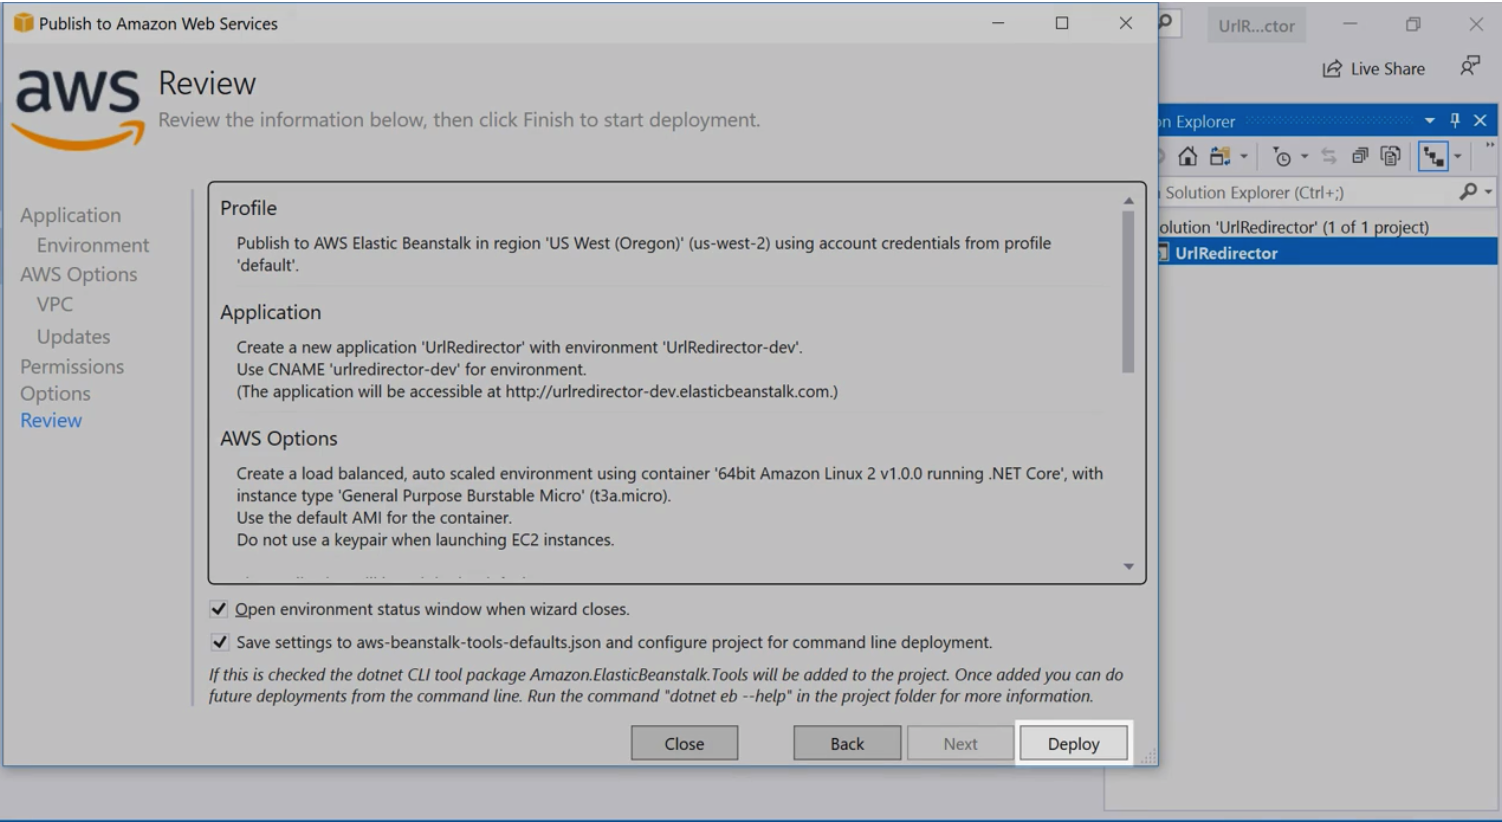 Publish to Amazon Web Services
UrlR...ctor
Live Share
aws
Review
Review the information below, then click Finish to start deployment.
n Explorer
Solution Explorer (Ctrl+;)
olution 'UrlRedirector' (1 of 1 project)
UrlRedirector
Application
Environment
AWS Options
VPC
Updates
Permissions
Options
Review
Profile
Publish to AWS Elastic Beanstalk in region 'US West (Oregon)' (us-west-2) using account credentials from profile
'default'.
Application
Create a new application 'UrlRedirector' with environment 'UrlRedirector-dev'.
Use CNAME 'urlredirector-dev' for environment.
(The application will be accessible at http://urlredirector-dev.elasticbeanstalk.com.)
AWS Options
Create a load balanced, auto scaled environment using container '64bit Amazon Linux 2 v1.0.0 running .NET Core', with
instance type 'General Purpose Burstable Micro' (t3a.micro).
Use the default AMI for the container.
Do not use a keypair when launching EC2 instances.
Open environment status window when wizard closes.
Save settings to aws-beanstalk-tools-defaults.json and configure project for command line deployment.
If this is checked the dotnet CLI tool package Amazon.ElasticBeanstalk.Tools will be added to the project. Once added you can do
future deployments from the command line. Run the command "dotnet eb --help" in the project folder for more information.
Close
Back
Next
Deploy